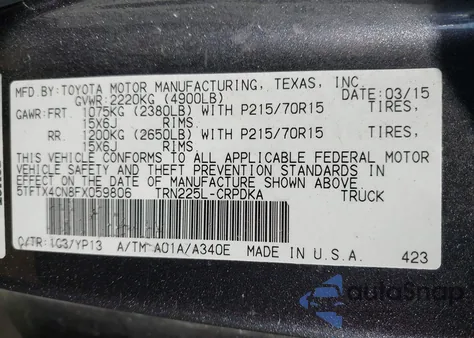 MFD.BY:TOYOTA MOTOR MANUFACTURING, TEXAS, INC.
GVWR:2220KG (4900LB) DATE:03/15
GAWR:FRT. 1075KG (2380LB) WITH P215/70R15 TIRES,
15X6J RIMS.
RR. 1200KG (2650LB) WITH P215/70R15 TIRES,
15X6J RIMS.
THIS VEHICLE CONFORMS TO ALL APPLICABLE FEDERAL MOTOR
VEHICLE SAFETY AND THEFT PREVENTION STANDARDS IN
EFFECT ON THE DATE OF MANUFACTURE SHOWN ABOVE.
5TFTX4CN8FX059806 TRN225L-CRPDKA TRUCK
C/TR: 1G3/YP13 A/TM A01A/A340E MADE IN U.S.A. 423
autoSnap